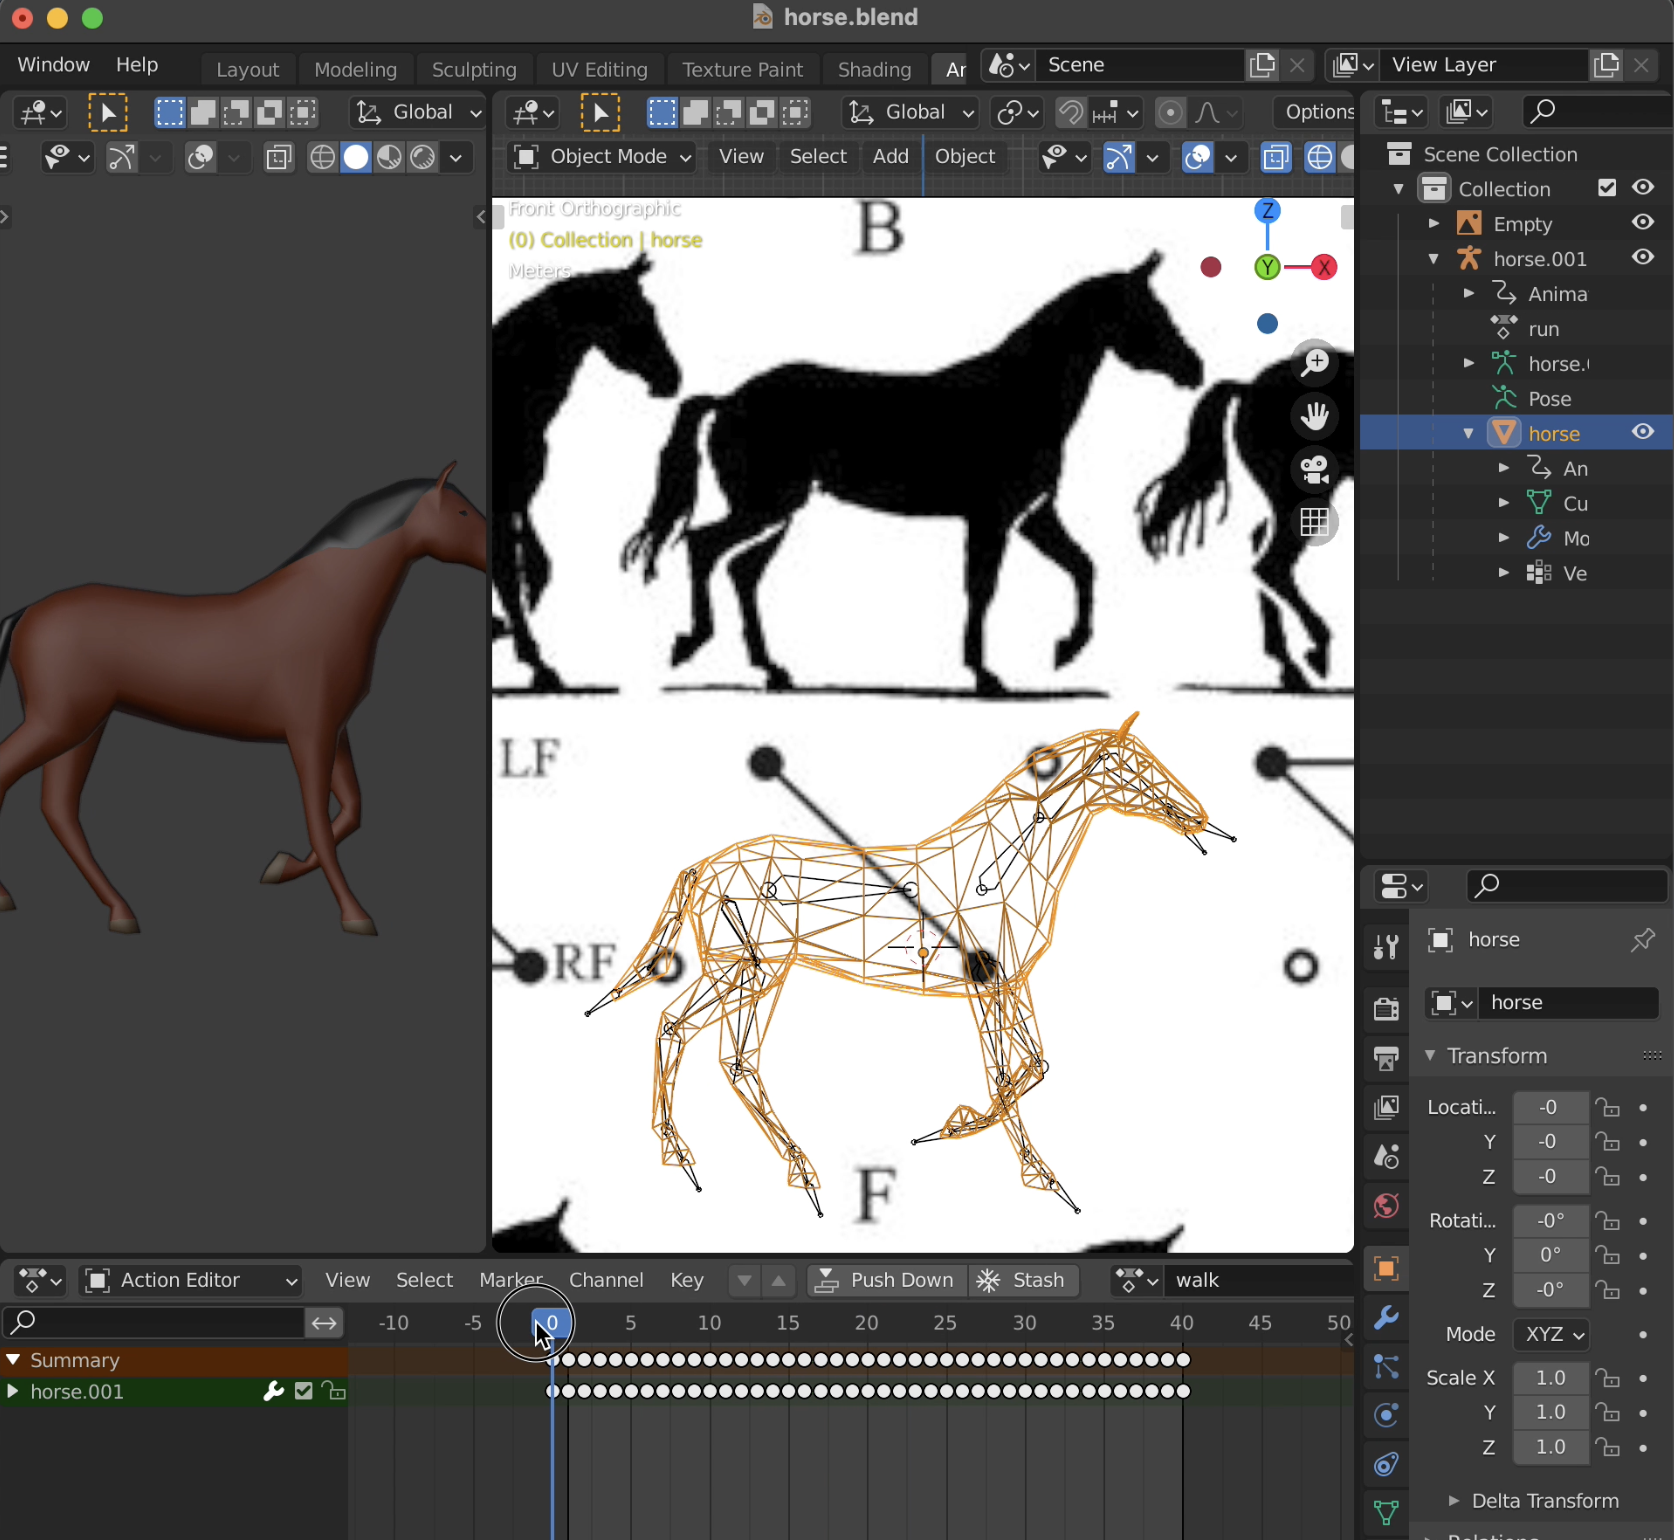 horse.blend
Window Help Layout Modeling Sculpting UV Editing Texture Paint Shading Ar Scene View Layer
Global Global Options
Object Mode View Select Add Object
Scene Collection
Collection
Empty
horse.001
Anima
run
horse.(
Pose
horse
An
Cu
Mo
Ve
Front Orthographic
(0) Collection | horse
Meters
B
Z
Y X
LF
RF
F
horse
horse
Transform
Locati... -0
Y -0
Z -0
Rotati... -0°
Y 0°
Z -0°
Mode XYZ
Scale X 1.0
Y 1.0
Z 1.0
Delta Transform
Relations
Action Editor View Select Marker Channel Key Push Down Stash walk
-10 -5 0 5 10 15 20 25 30 35 40 45 50
Summary
horse.001